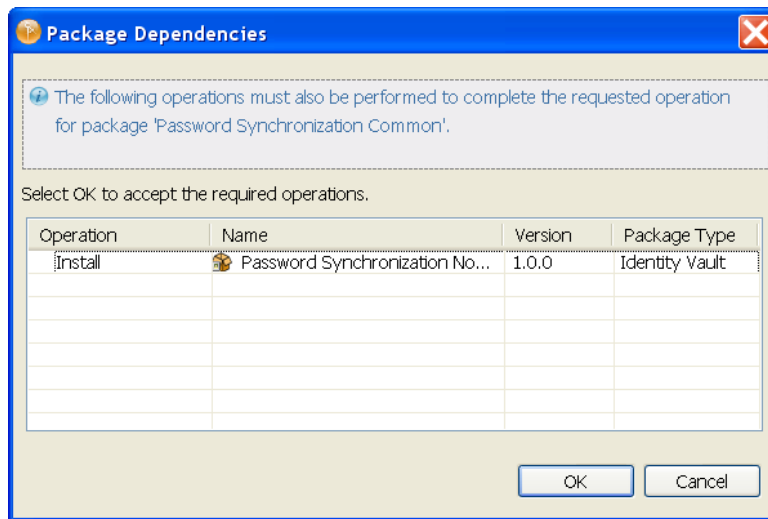 Package Dependencies
The following operations must also be performed to complete the requested operation
for package 'Password Synchronization Common'.
Select OK to accept the required operations.
Operation Name Version Package Type
Install Password Synchronization No... 1.0.0 Identity Vault
OK Cancel